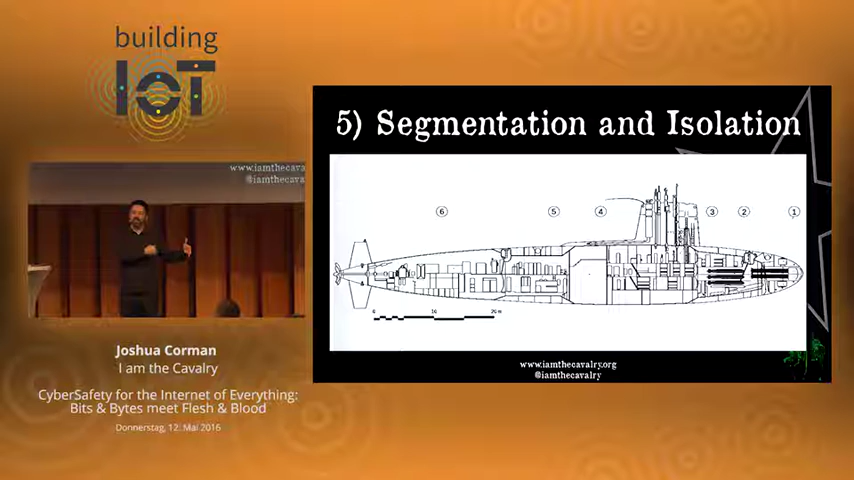 building
IoT
www.iamthecava
@iamthecava
5) Segmentation and Isolation
6
5
4
3
2
1
www.iamthecavalry.org
@iamthecavalry
Joshua Corman
I am the Cavalry
CyberSafety for the Internet of Everything:
Bits & Bytes meet Flesh & Blood
Donnerstag, 12. Mai 2016